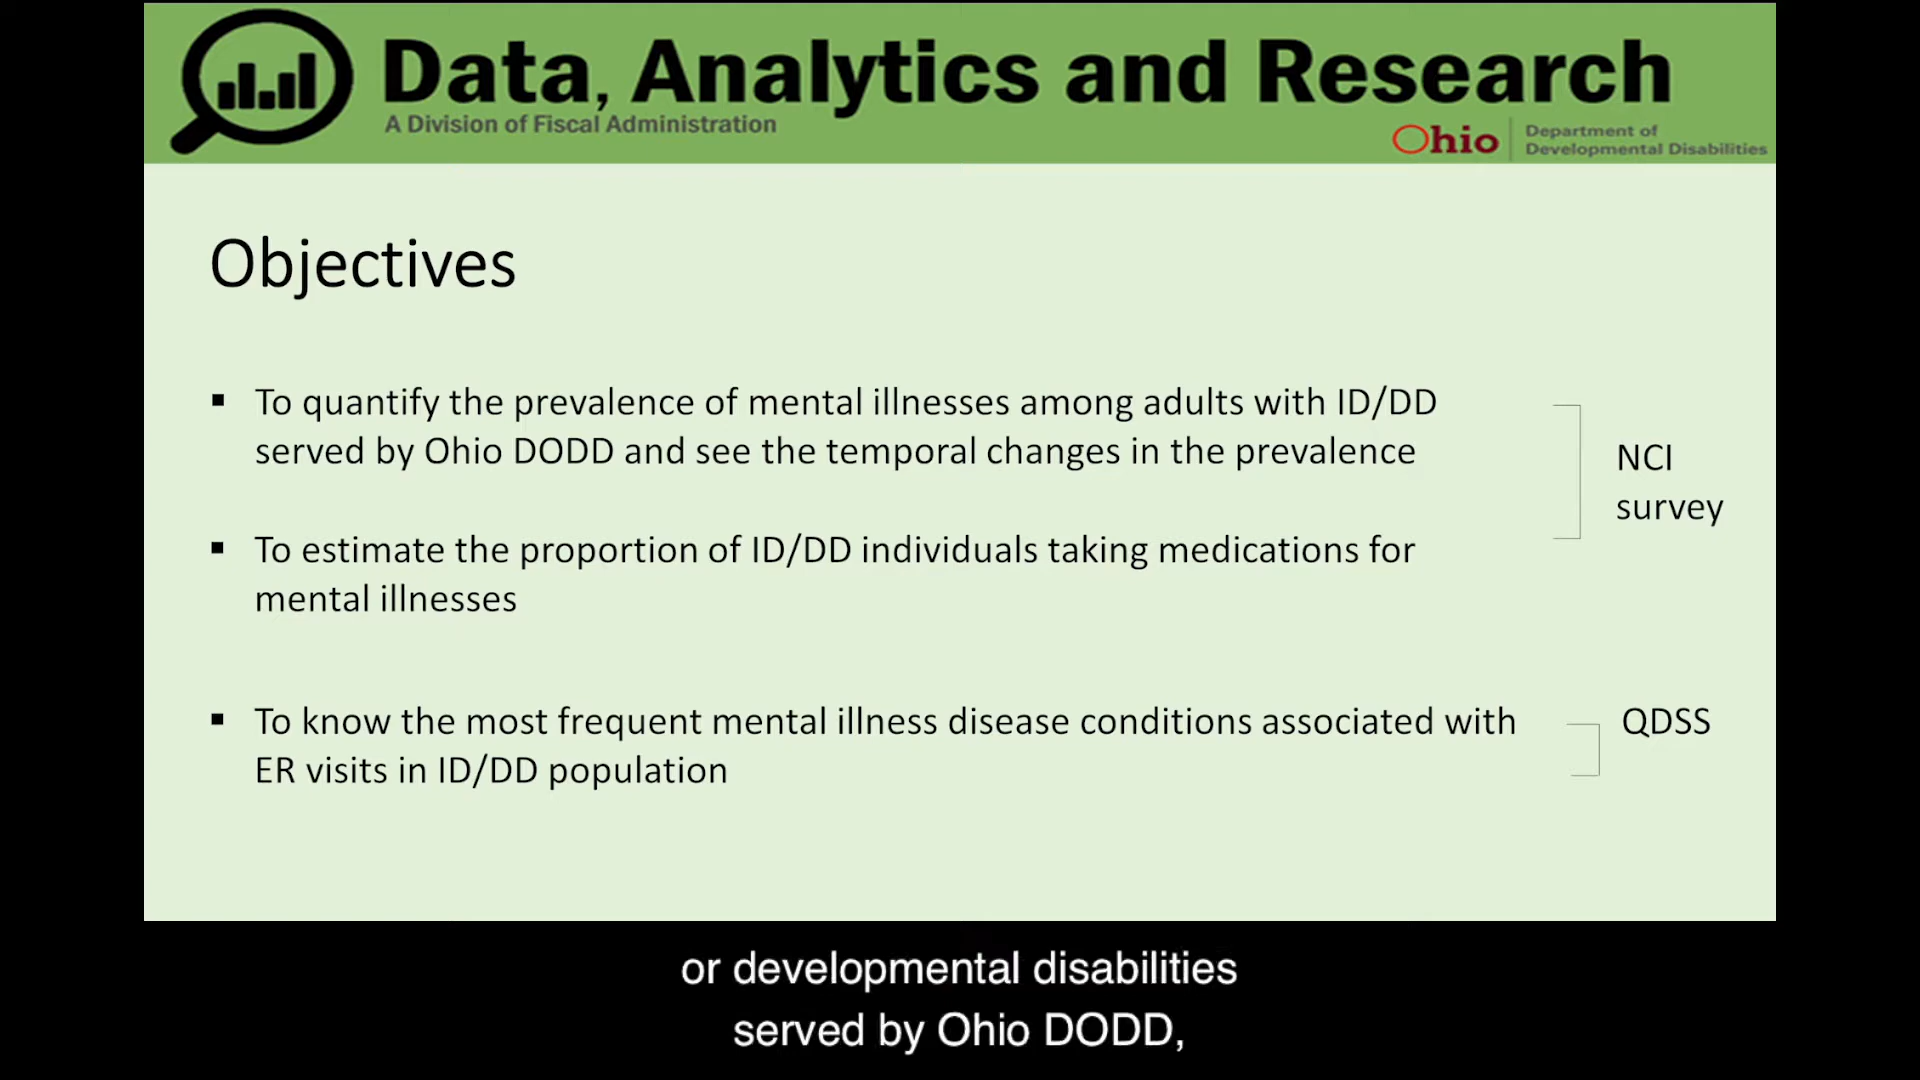 Data, Analytics and Research
A Division of Fiscal Administration
Ohio
Department of
Developmental Disabilities
Objectives
▪ To quantify the prevalence of mental illnesses among adults with ID/DD
served by Ohio DODD and see the temporal changes in the prevalence
▪ To estimate the proportion of ID/DD individuals taking medications for
mental illnesses
NCI
survey
▪ To know the most frequent mental illness disease conditions associated with
ER visits in ID/DD population
QDSS
or developmental disabilities
served by Ohio DODD,